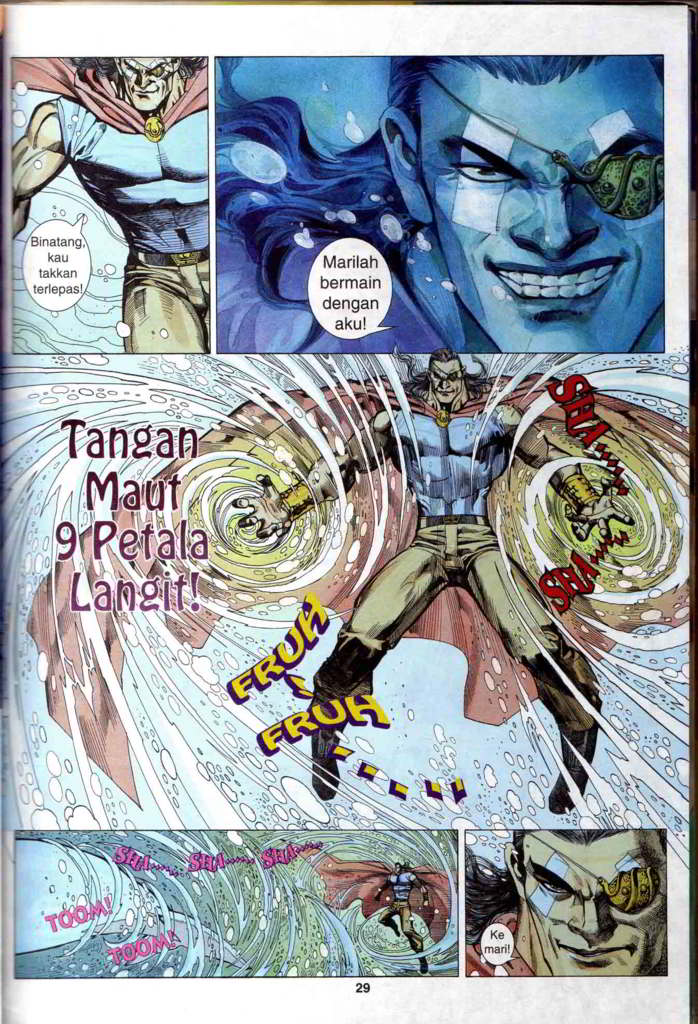 Binatang,
kau
takkan
terlepas!
Marilah
bermain
dengan
aku!
Tangan
Maut
9 Petala
Langit!
SHA......
SHA......
FRUH
FRUH
SHA...... SHA...... SHA......
TOOM!
TOOM!
Ke
mari!
29